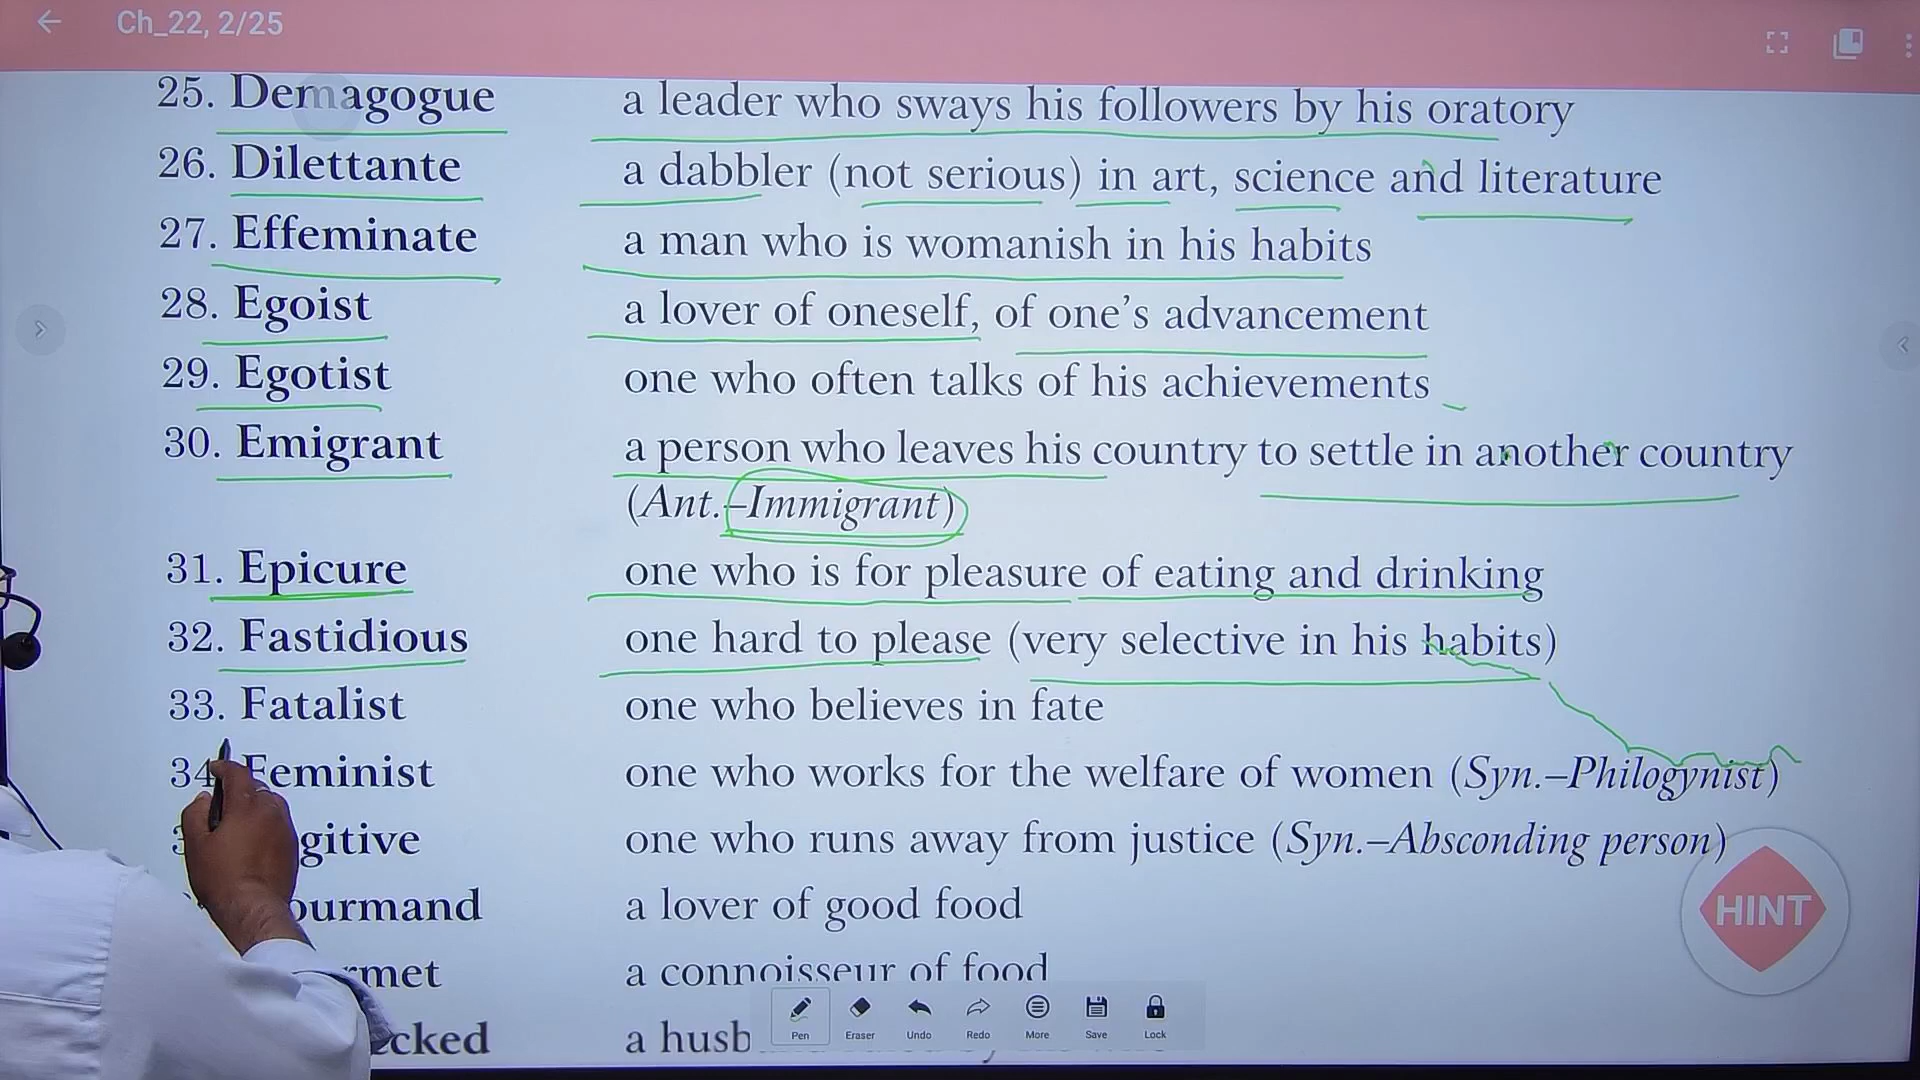 Ch_22, 2/25
25. Demagogue a leader who sways his followers by his oratory
26. Dilettante a dabbler (not serious) in art, science and literature
27. Effeminate a man who is womanish in his habits
28. Egoist a lover of oneself, of one's advancement
29. Egotist one who often talks of his achievements
30. Emigrant a person who leaves his country to settle in another country
(Ant.–Immigrant)
31. Epicure one who is for pleasure of eating and drinking
32. Fastidious one hard to please (very selective in his habits)
33. Fatalist one who believes in fate
34 Feminist one who works for the welfare of women (Syn.–Philogynist)
gitive one who runs away from justice (Syn.–Absconding person)
ourmand a lover of good food
rmet a connoisseur of food
cked a husb
HINT
Pen Eraser Undo Redo More Save Lock